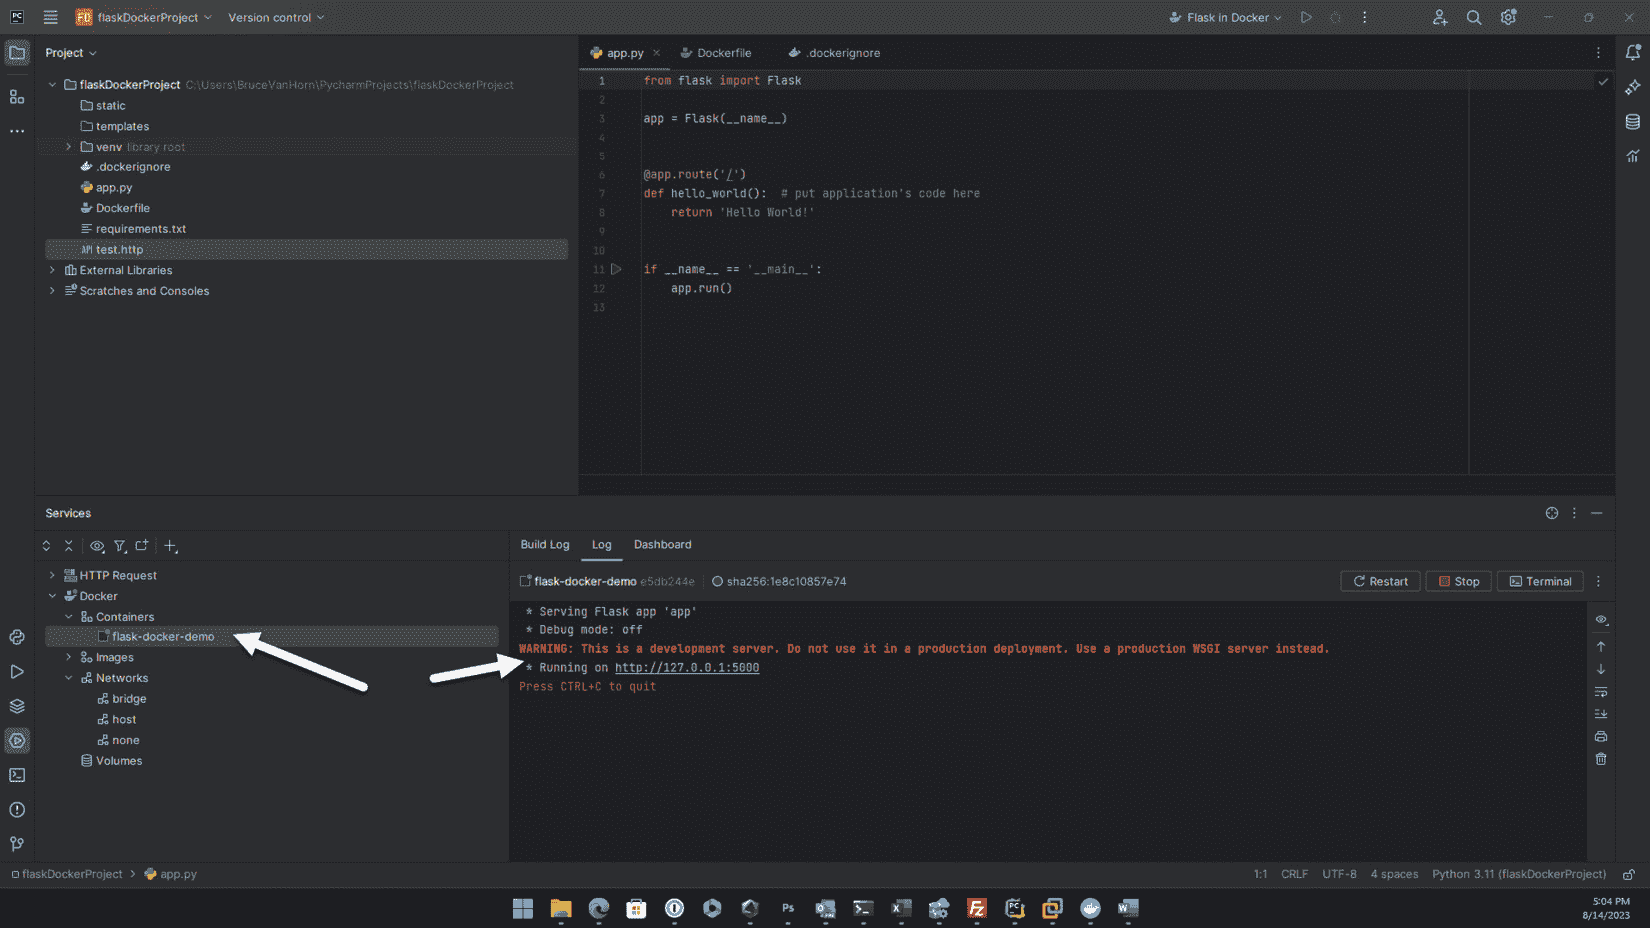 PC FD flaskDockerProject Version control Flask in Docker
Project
flaskDockerProject C:\Users\BruceVanHorn\PycharmProjects\flaskDockerProject
static
templates
venv library root
.dockerignore
app.py
Dockerfile
requirements.txt
API test.http
External Libraries
Scratches and Consoles
app.py Dockerfile .dockerignore
1 from flask import Flask
2
3 app = Flask(__name__)
4
5
6 @app.route('/')
7 def hello_world():  # put application's code here
8     return 'Hello World!'
9
10
11 if __name__ == '__main__':
12     app.run()
13
Services
HTTP Request
Docker
Containers
flask-docker-demo
Images
Networks
bridge
host
none
Volumes
Build Log Log Dashboard
flask-docker-demo e5db244e sha256:1e8c10857e74 Restart Stop Terminal
* Serving Flask app 'app'
* Debug mode: off
WARNING: This is a development server. Do not use it in a production deployment. Use a production WSGI server instead.
* Running on http://127.0.0.1:5000
Press CTRL+C to quit
flaskDockerProject > app.py 1:1 CRLF UTF-8 4 spaces Python 3.11 (flaskDockerProject)
Ps Fz PC W
5:04 PM
8/14/2023